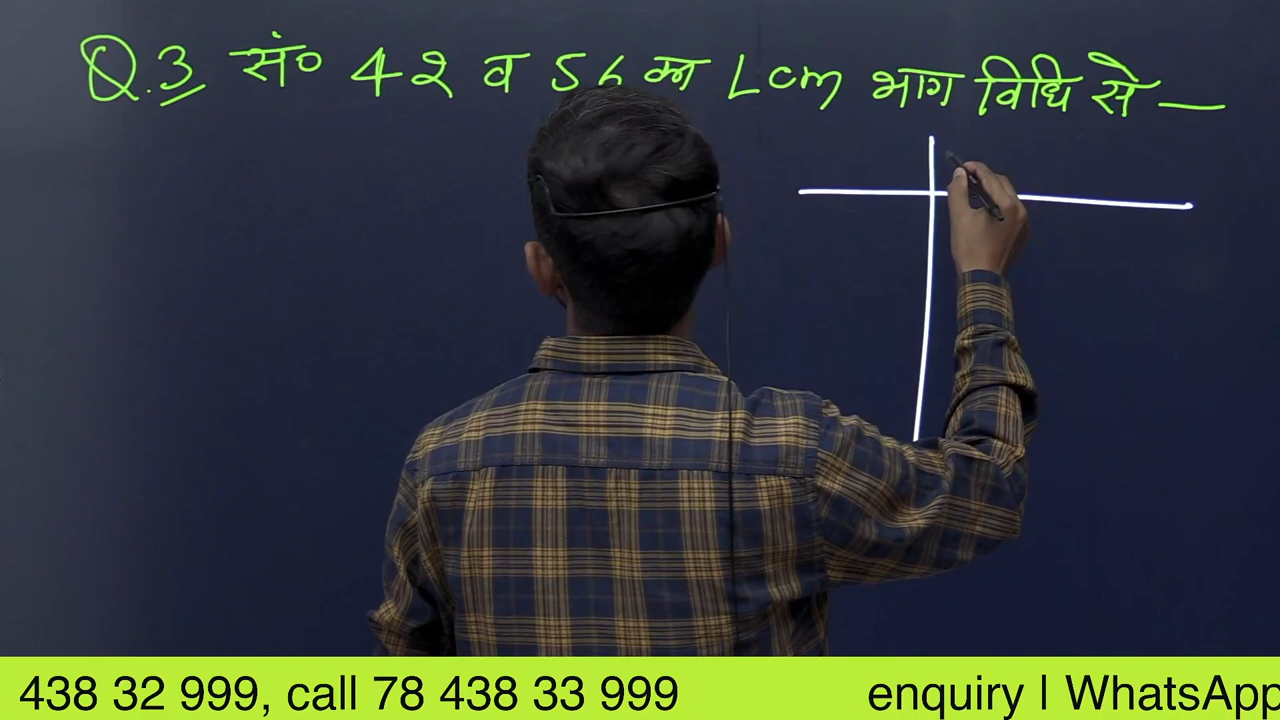 Q.3 सं० 42 व 56 का Lcm भाग विधि से —
438 32 999, call 78 438 33 999 enquiry | WhatsApp